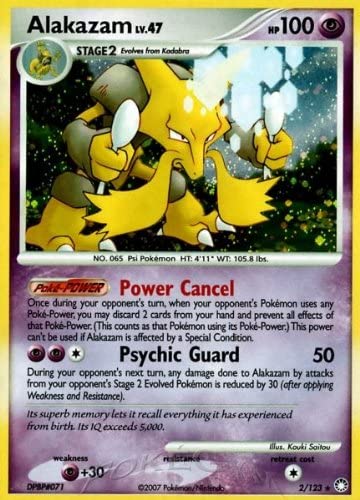 Alakazam LV.47 HP 100
STAGE2 Evolves from Kadabra
NO. 065 Psi Pokémon HT: 4'11" WT: 105.8 lbs.
Poké-POWER Power Cancel
Once during your opponent's turn, when your opponent's Pokémon uses any
Poké-Power, you may discard 2 cards from your hand and prevent all effects of
that Poké-Power. (This counts as that Pokémon using its Poké-Power.) This power
can't be used if Alakazam is affected by a Special Condition.
Psychic Guard 50
During your opponent's next turn, any damage done to Alakazam by attacks
from your opponent's Stage 2 Evolved Pokémon is reduced by 30 (after applying
Weakness and Resistance).
Its superb memory lets it recall everything it has experienced
from birth. Its IQ exceeds 5,000.
Illus. Kouki Saitou
weakness resistance retreat cost
+30
DPBP#071 ©2007 Pokémon/Nintendo 2/123